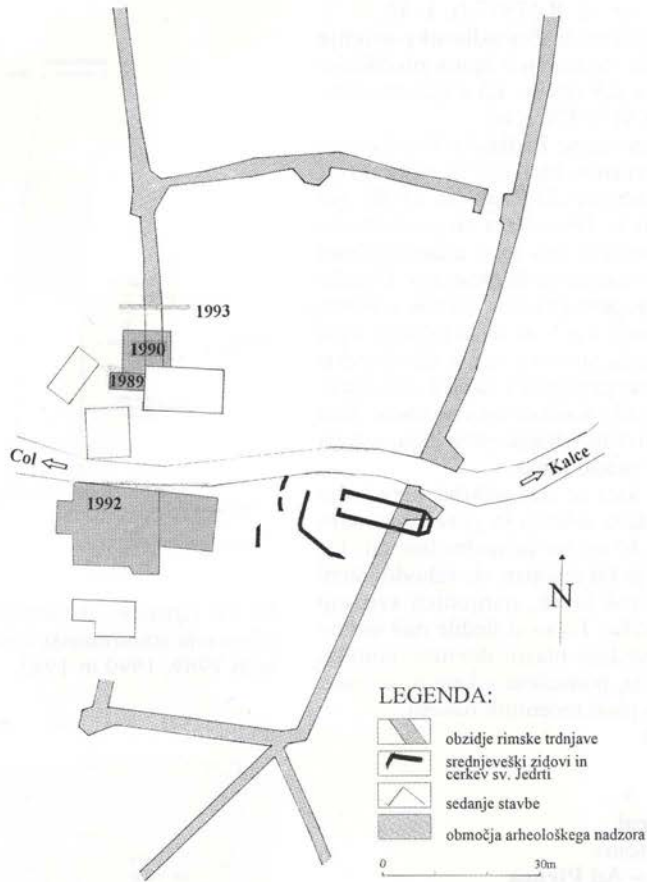 1993
1990
1989
Col
Kalce
1992
N
LEGENDA:
obzidje rimske trdnjave
srednjeveški zidovi in
cerkev sv. Jedrti
sedanje stavbe
območja arheološkega nadzora
0 30m